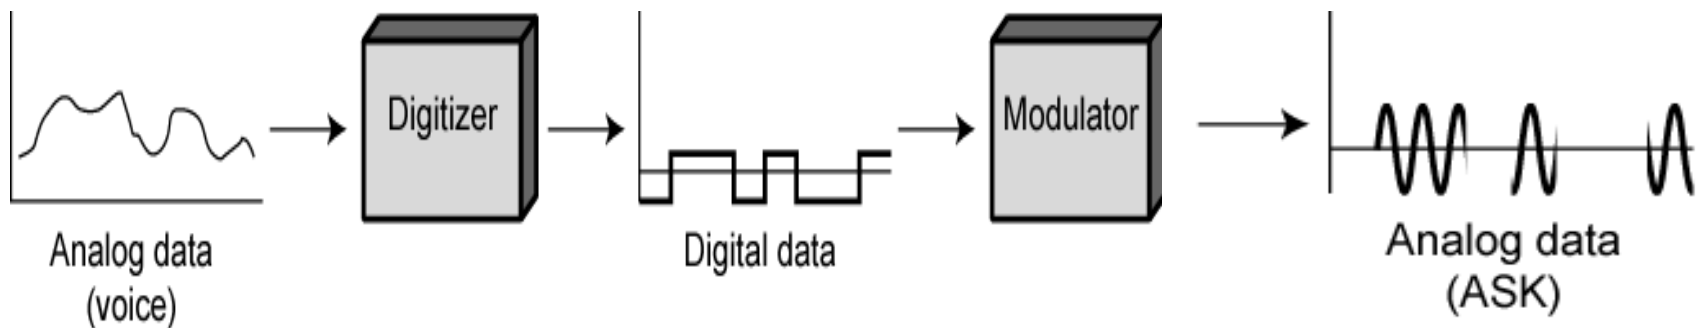 Analog data
(voice)
Digitizer
Digital data
Modulator
Analog data
(ASK)